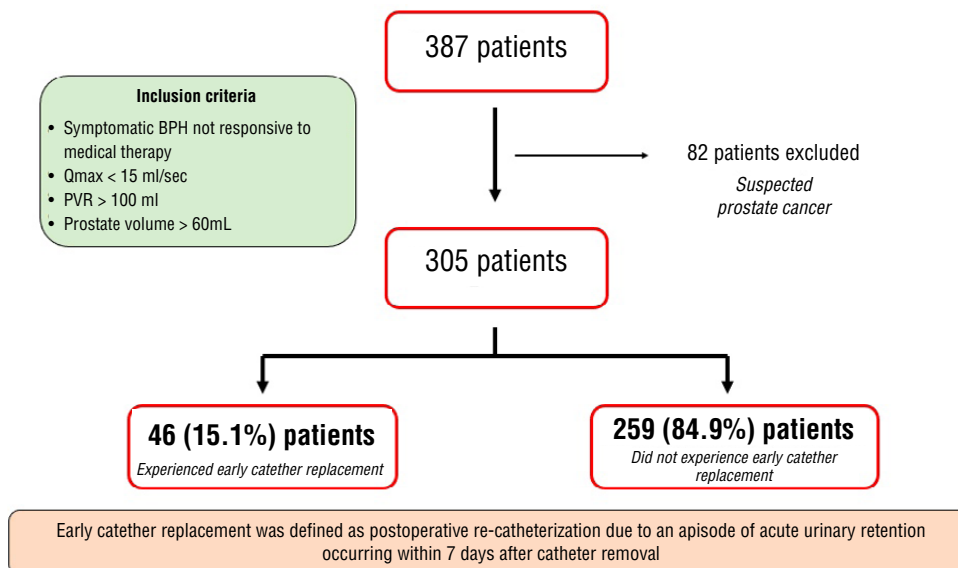 387 patients
Inclusion criteria
• Symptomatic BPH not responsive to
medical therapy
• Qmax < 15 ml/sec
• PVR > 100 ml
• Prostate volume > 60mL
82 patients excluded
Suspected
prostate cancer
305 patients
46 (15.1%) patients
Experienced early catether replacement
259 (84.9%) patients
Did not experience early catether
replacement
Early catether replacement was defined as postoperative re-catheterization due to an apisode of acute urinary retention
occurring within 7 days after catheter removal